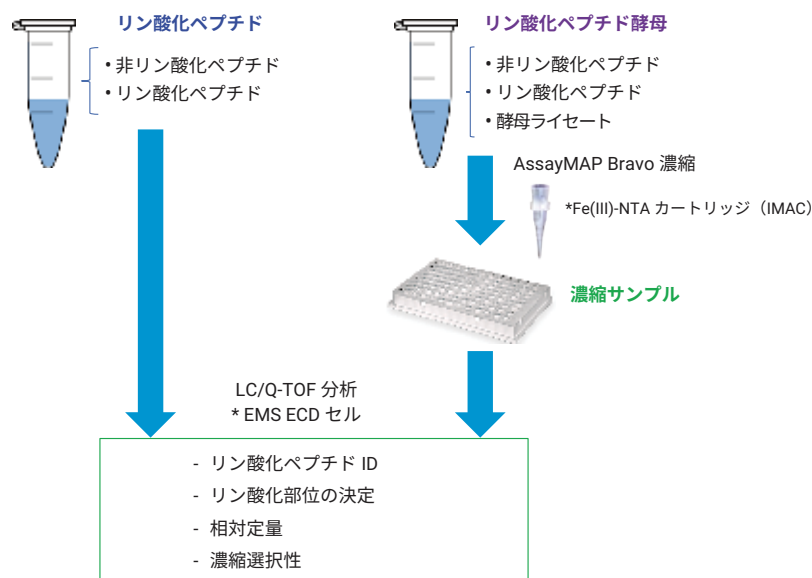 リン酸化ペプチド
• 非リン酸化ペプチド
• リン酸化ペプチド
リン酸化ペプチド酵母
• 非リン酸化ペプチド
• リン酸化ペプチド
• 酵母ライセート
AssayMAP Bravo 濃縮
*Fe(III)-NTA カートリッジ（IMAC）
濃縮サンプル
LC/Q-TOF 分析
* EMS ECD セル
- リン酸化ペプチド ID
- リン酸化部位の決定
- 相対定量
- 濃縮選択性